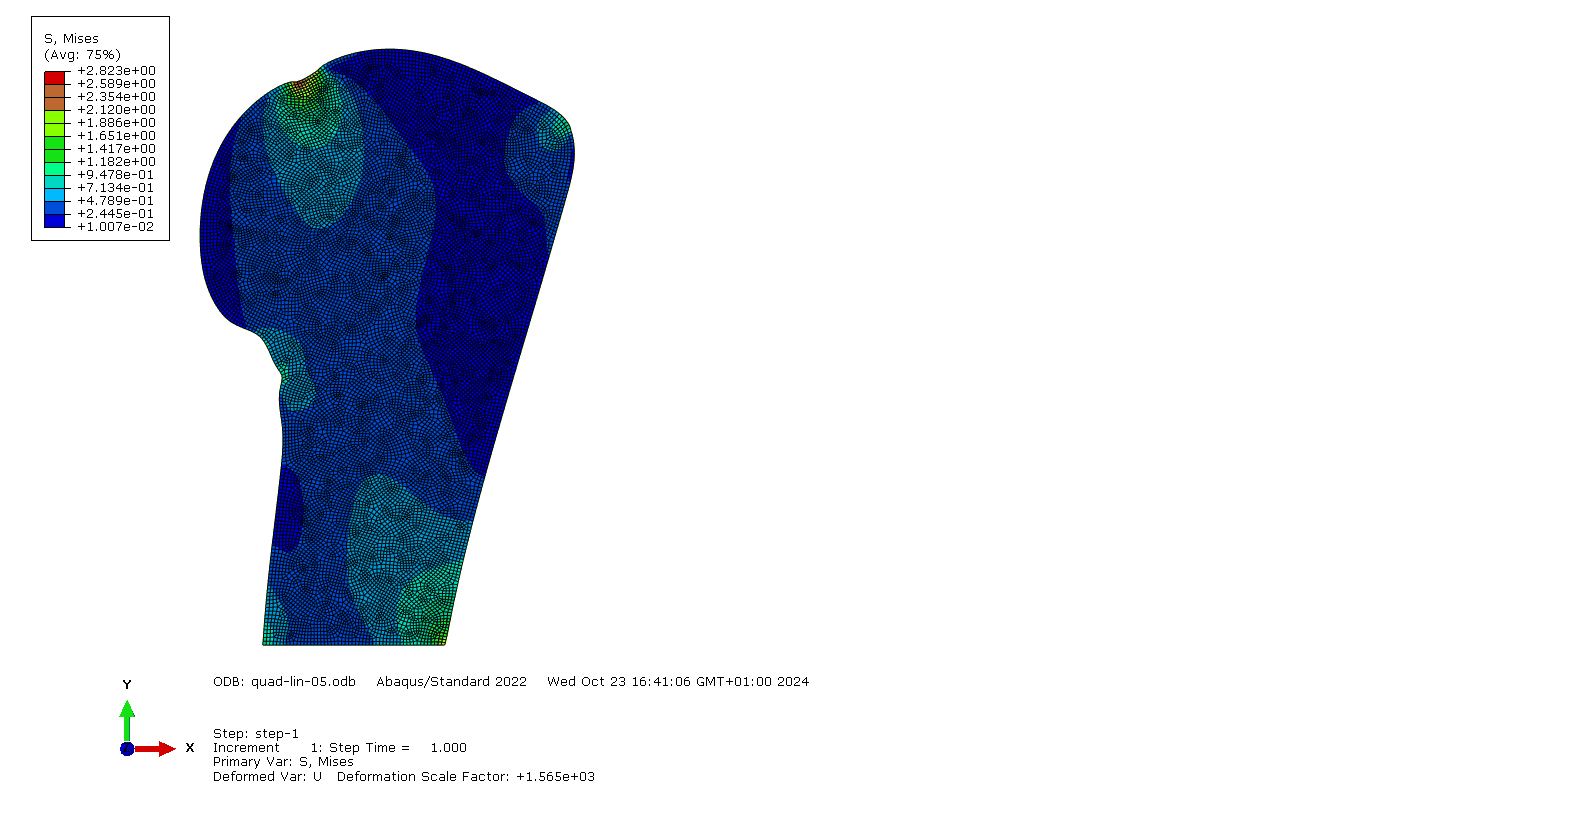 S, Mises
(Avg: 75%)
+2.823e+00
+2.589e+00
+2.354e+00
+2.120e+00
+1.886e+00
+1.651e+00
+1.417e+00
+1.182e+00
+9.478e-01
+7.134e-01
+4.789e-01
+2.445e-01
+1.007e-02
Y
X
ODB: quad-lin-05.odb Abaqus/Standard 2022 Wed Oct 23 16:41:06 GMT+01:00 2024
Step: step-1
Increment 1: Step Time = 1.000
Primary Var: S, Mises
Deformed Var: U Deformation Scale Factor: +1.565e+03